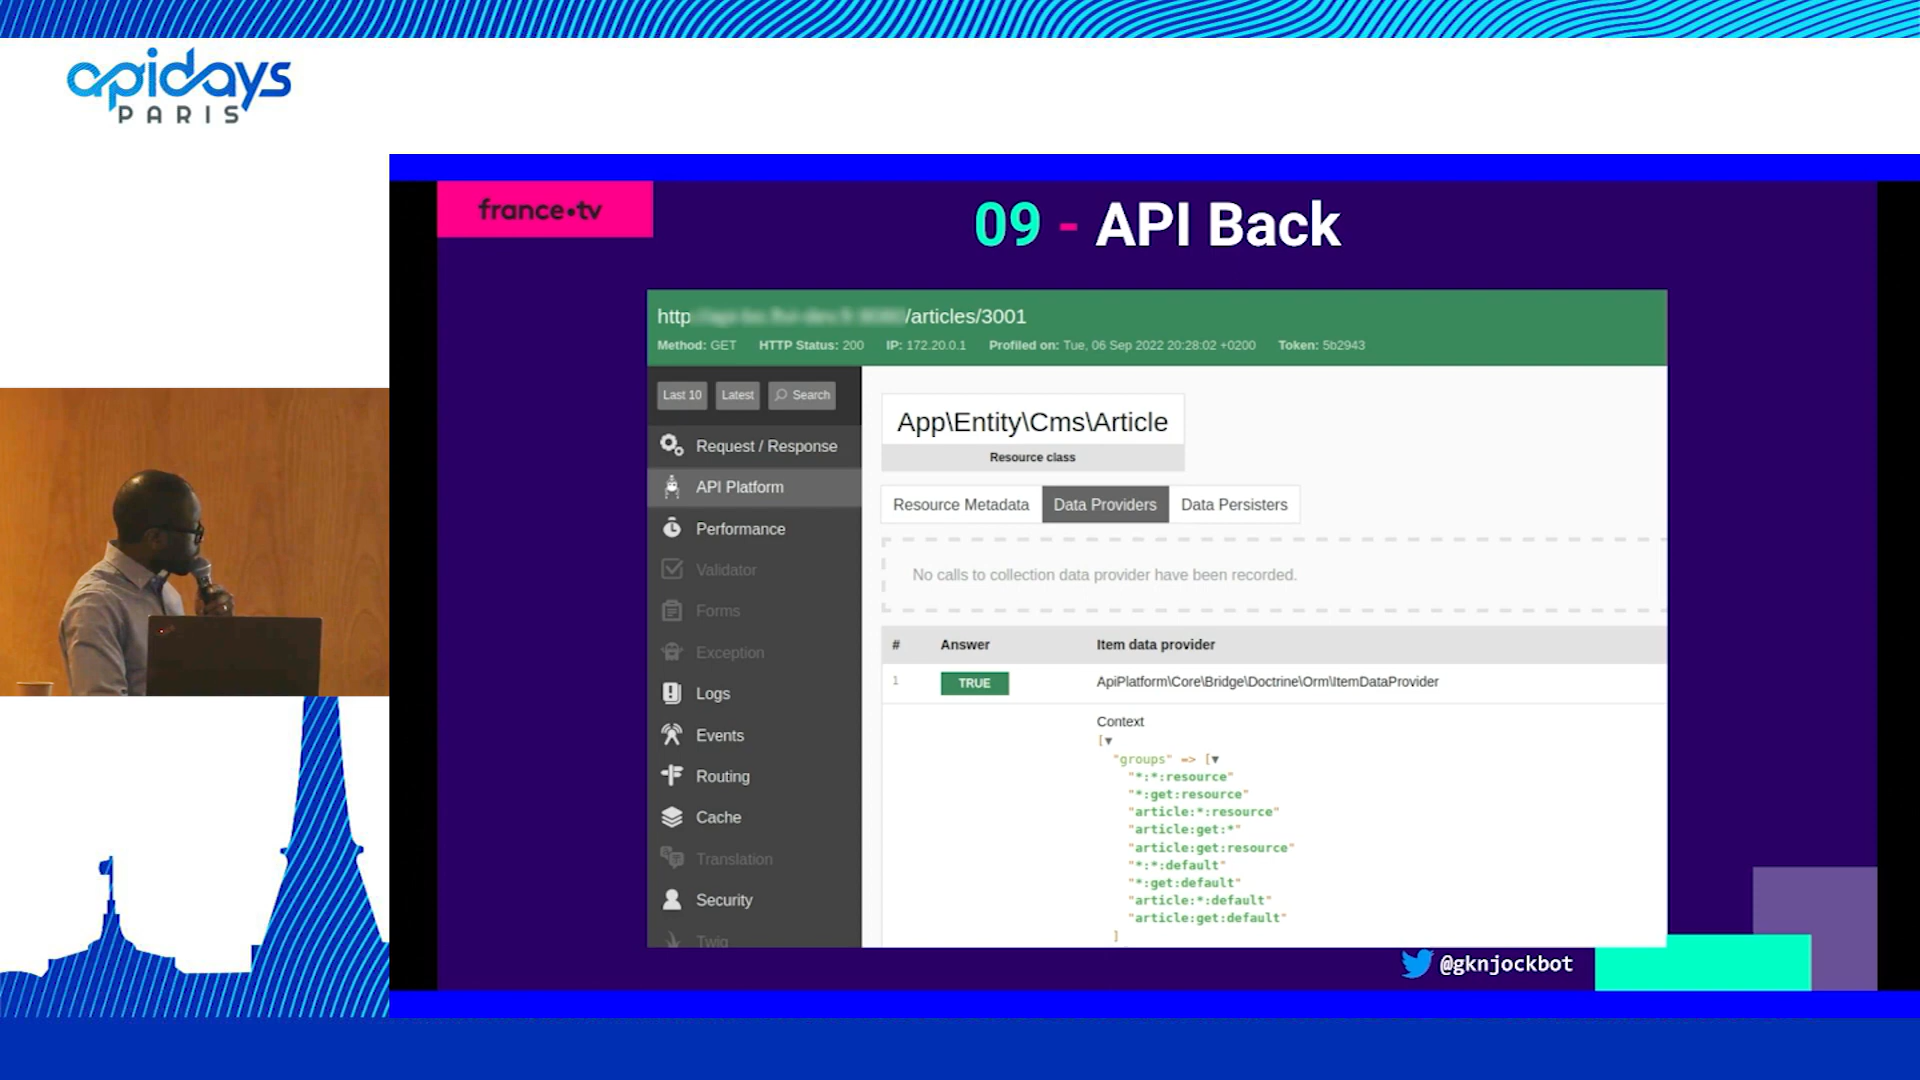 apidays
PARIS
france•tv
09 - API Back
http /articles/3001
Method: GET HTTP Status: 200 IP: 172.20.0.1 Profiled on: Tue, 06 Sep 2022 20:28:02 +0200 Token: 5b2943
Last 10 Latest Search
Request / Response
API Platform
Performance
Validator
Forms
Exception
Logs
Events
Routing
Cache
Translation
Security
Twig
App\Entity\Cms\Article
Resource class
Resource Metadata Data Providers Data Persisters
No calls to collection data provider have been recorded.
# Answer Item data provider
1 TRUE ApiPlatform\Core\Bridge\Doctrine\Orm\ItemDataProvider
Context
[▼
"groups" => [▼
"*:*:resource"
"*:get:resource"
"article:*:resource"
"article:get:*"
"article:get:resource"
"*:*:default"
"*:get:default"
"article:*:default"
"article:get:default"
]
@gknjockbot